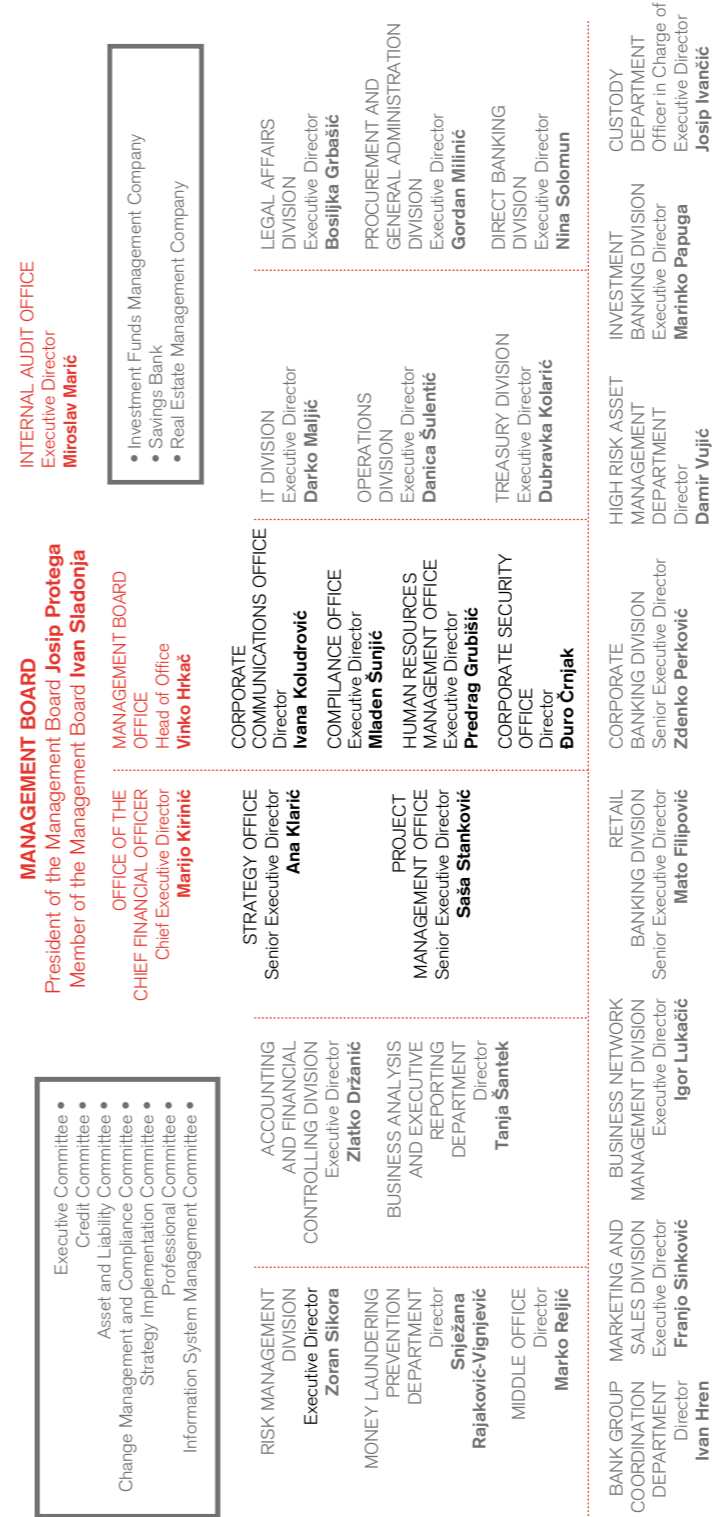 MANAGEMENT BOARD
President of the Management Board Josip Protega
Member of the Management Board Ivan Sladonja
INTERNAL AUDIT OFFICE
Executive Director
Miroslav Marić
Executive Committee •
Credit Committee •
Asset and Liability Committee •
Change Management and Compliance Committee •
Strategy Implementation Committee •
Professional Committee •
Information System Management Committee •
OFFICE OF THE
CHIEF FINANCIAL OFFICER
Chief Executive Director
Marijo Kirinić
MANAGEMENT BOARD
OFFICE
Head of Office
Vinko Hrkač
• Investment Funds Management Company
• Savings Bank
• Real Estate Management Company
RISK MANAGEMENT
DIVISION
Executive Director
Zoran Sikora
MONEY LAUNDERING
PREVENTION
DEPARTMENT
Director
Snježana
Rajaković-Vignjević
MIDDLE OFFICE
Director
Marko Reljić
ACCOUNTING
AND FINANCIAL
CONTROLLING DIVISION
Executive Director
Zlatko Držanić
BUSINESS ANALYSIS
AND EXECUTIVE
REPORTING
DEPARTMENT
Director
Tanja Šantek
STRATEGY OFFICE
Senior Executive Director
Ana Klarić
PROJECT
MANAGEMENT OFFICE
Senior Executive Director
Saša Stanković
CORPORATE
COMMUNICATIONS OFFICE
Director
Ivana Koludrović
COMPILANCE OFFICE
Executive Director
Mladen Šunjić
HUMAN RESOURCES
MANAGEMENT OFFICE
Executive Director
Predrag Grubišić
CORPORATE SECURITY
OFFICE
Director
Đuro Črnjak
IT DIVISION
Executive Director
Darko Maljić
OPERATIONS
DIVISION
Executive Director
Danica Šulentić
TREASURY DIVISION
Executive Director
Dubravka Kolarić
LEGAL AFFAIRS
DIVISION
Executive Director
Bosiljka Grbašić
PROCUREMENT AND
GENERAL ADMINISTRATION
DIVISION
Executive Director
Gordan Milinić
DIRECT BANKING
DIVISION
Executive Director
Nina Solomun
BANK GROUP
COORDINATION
DEPARTMENT
Director
Ivan Hren
MARKETING AND
SALES DIVISION
Executive Director
Franjo Sinković
BUSINESS NETWORK
MANAGEMENT DIVISION
Executive Director
Igor Lukačić
RETAIL
BANKING DIVISION
Senior Executive Director
Mato Filipović
CORPORATE
BANKING DIVISION
Senior Executive Director
Zdenko Perković
HIGH RISK ASSET
MANAGEMENT
DEPARTMENT
Director
Damir Vujić
INVESTMENT
BANKING DIVISION
Executive Director
Marinko Papuga
CUSTODY
DEPARTMENT
Officer in Charge of
Executive Director
Josip Ivančić